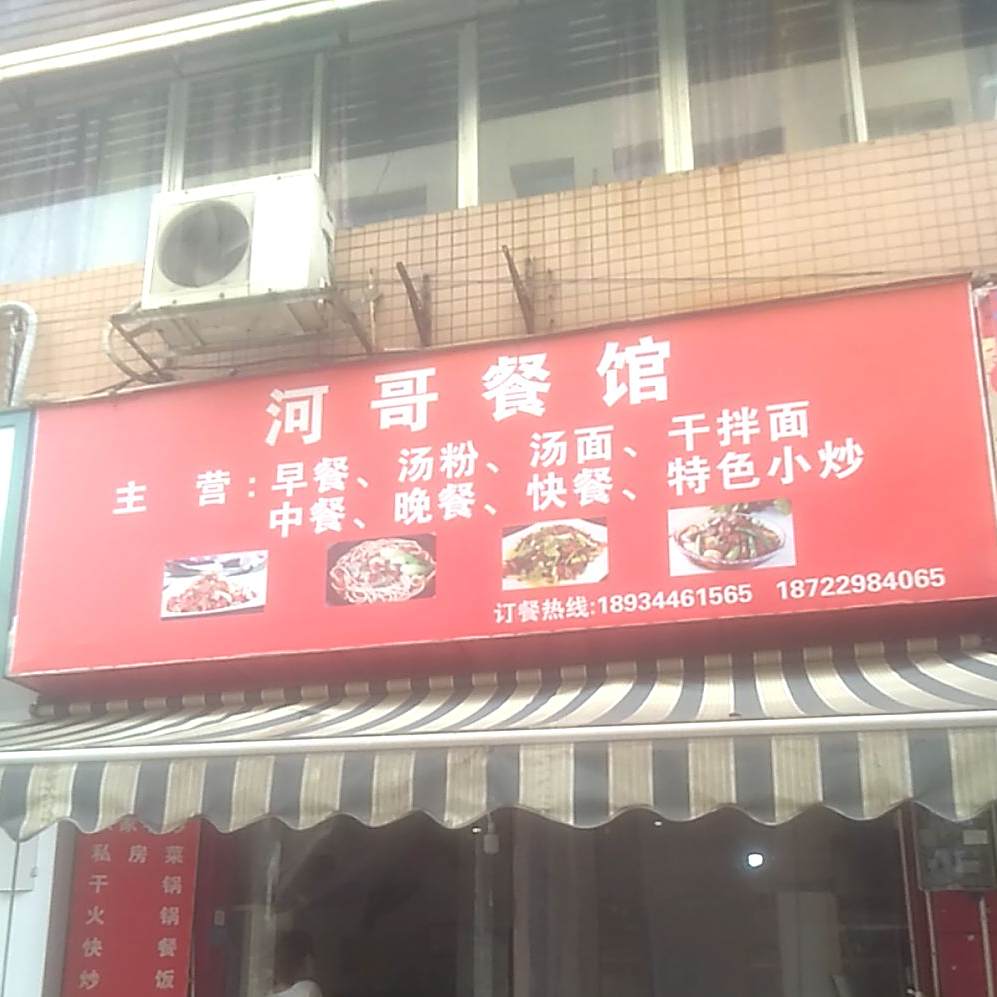 河哥餐馆
主 营:早餐、汤粉、汤面、干拌面
中餐、晚餐、快餐、特色小炒
订餐热线:18934461565 18722984065
私房菜
干锅
火锅
快餐
炒饭